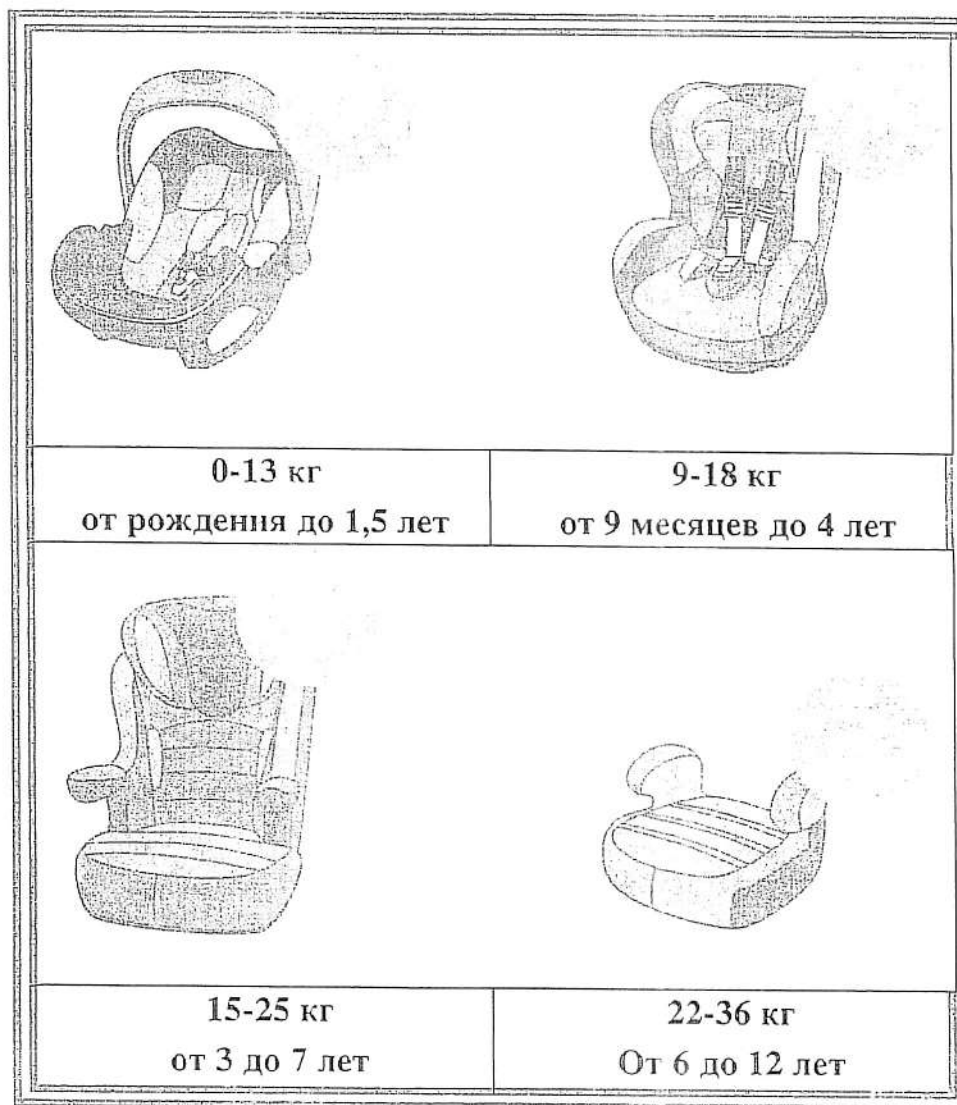 0-13 кг
от рождения до 1,5 лет
9-18 кг
от 9 месяцев до 4 лет
15-25 кг
от 3 до 7 лет
22-36 кг
От 6 до 12 лет